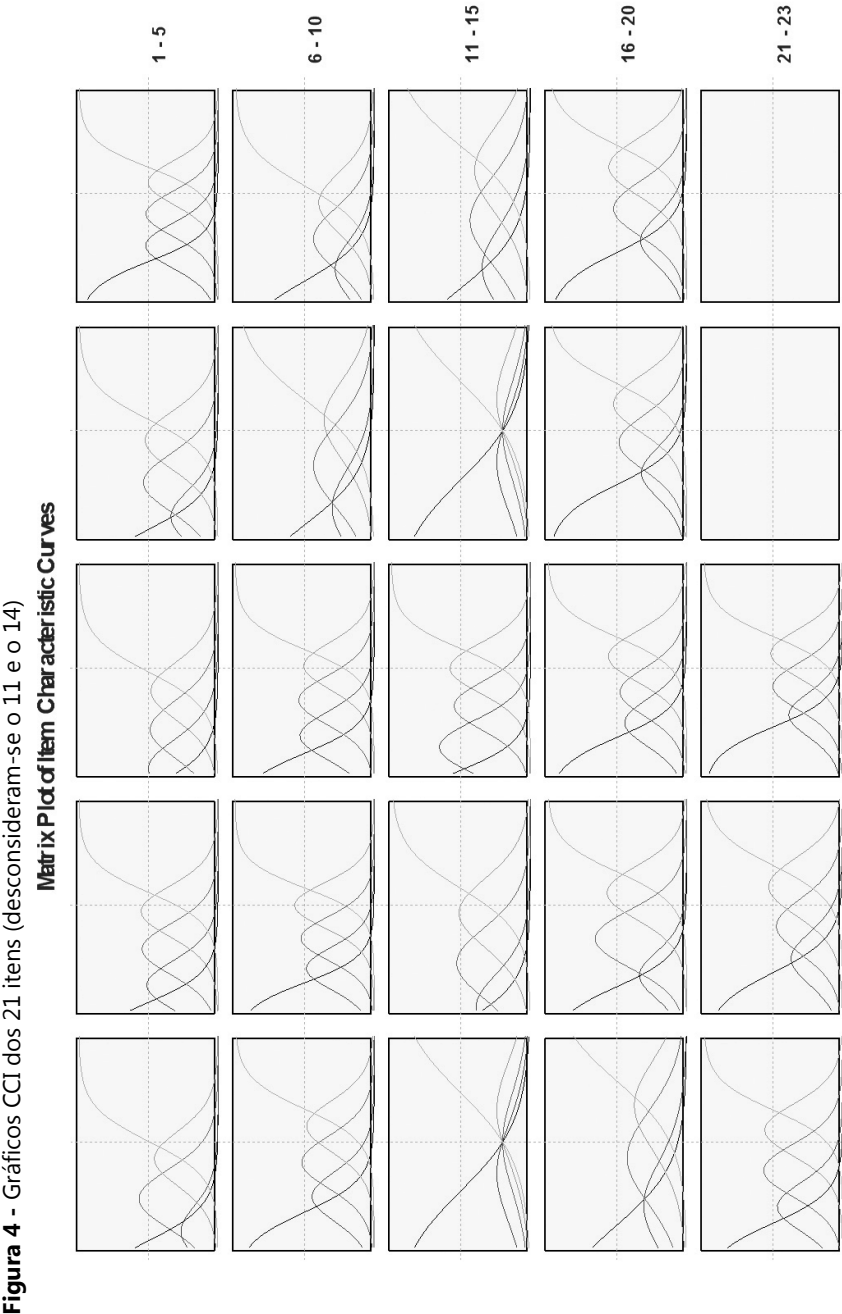 Figura 4 - Gráficos CCI dos 21 itens (desconsideram-se o 11 e o 14)
Matrix Plot of Item Characteristic Curves
1 - 5
6 - 10
11 - 15
16 - 20
21 - 23